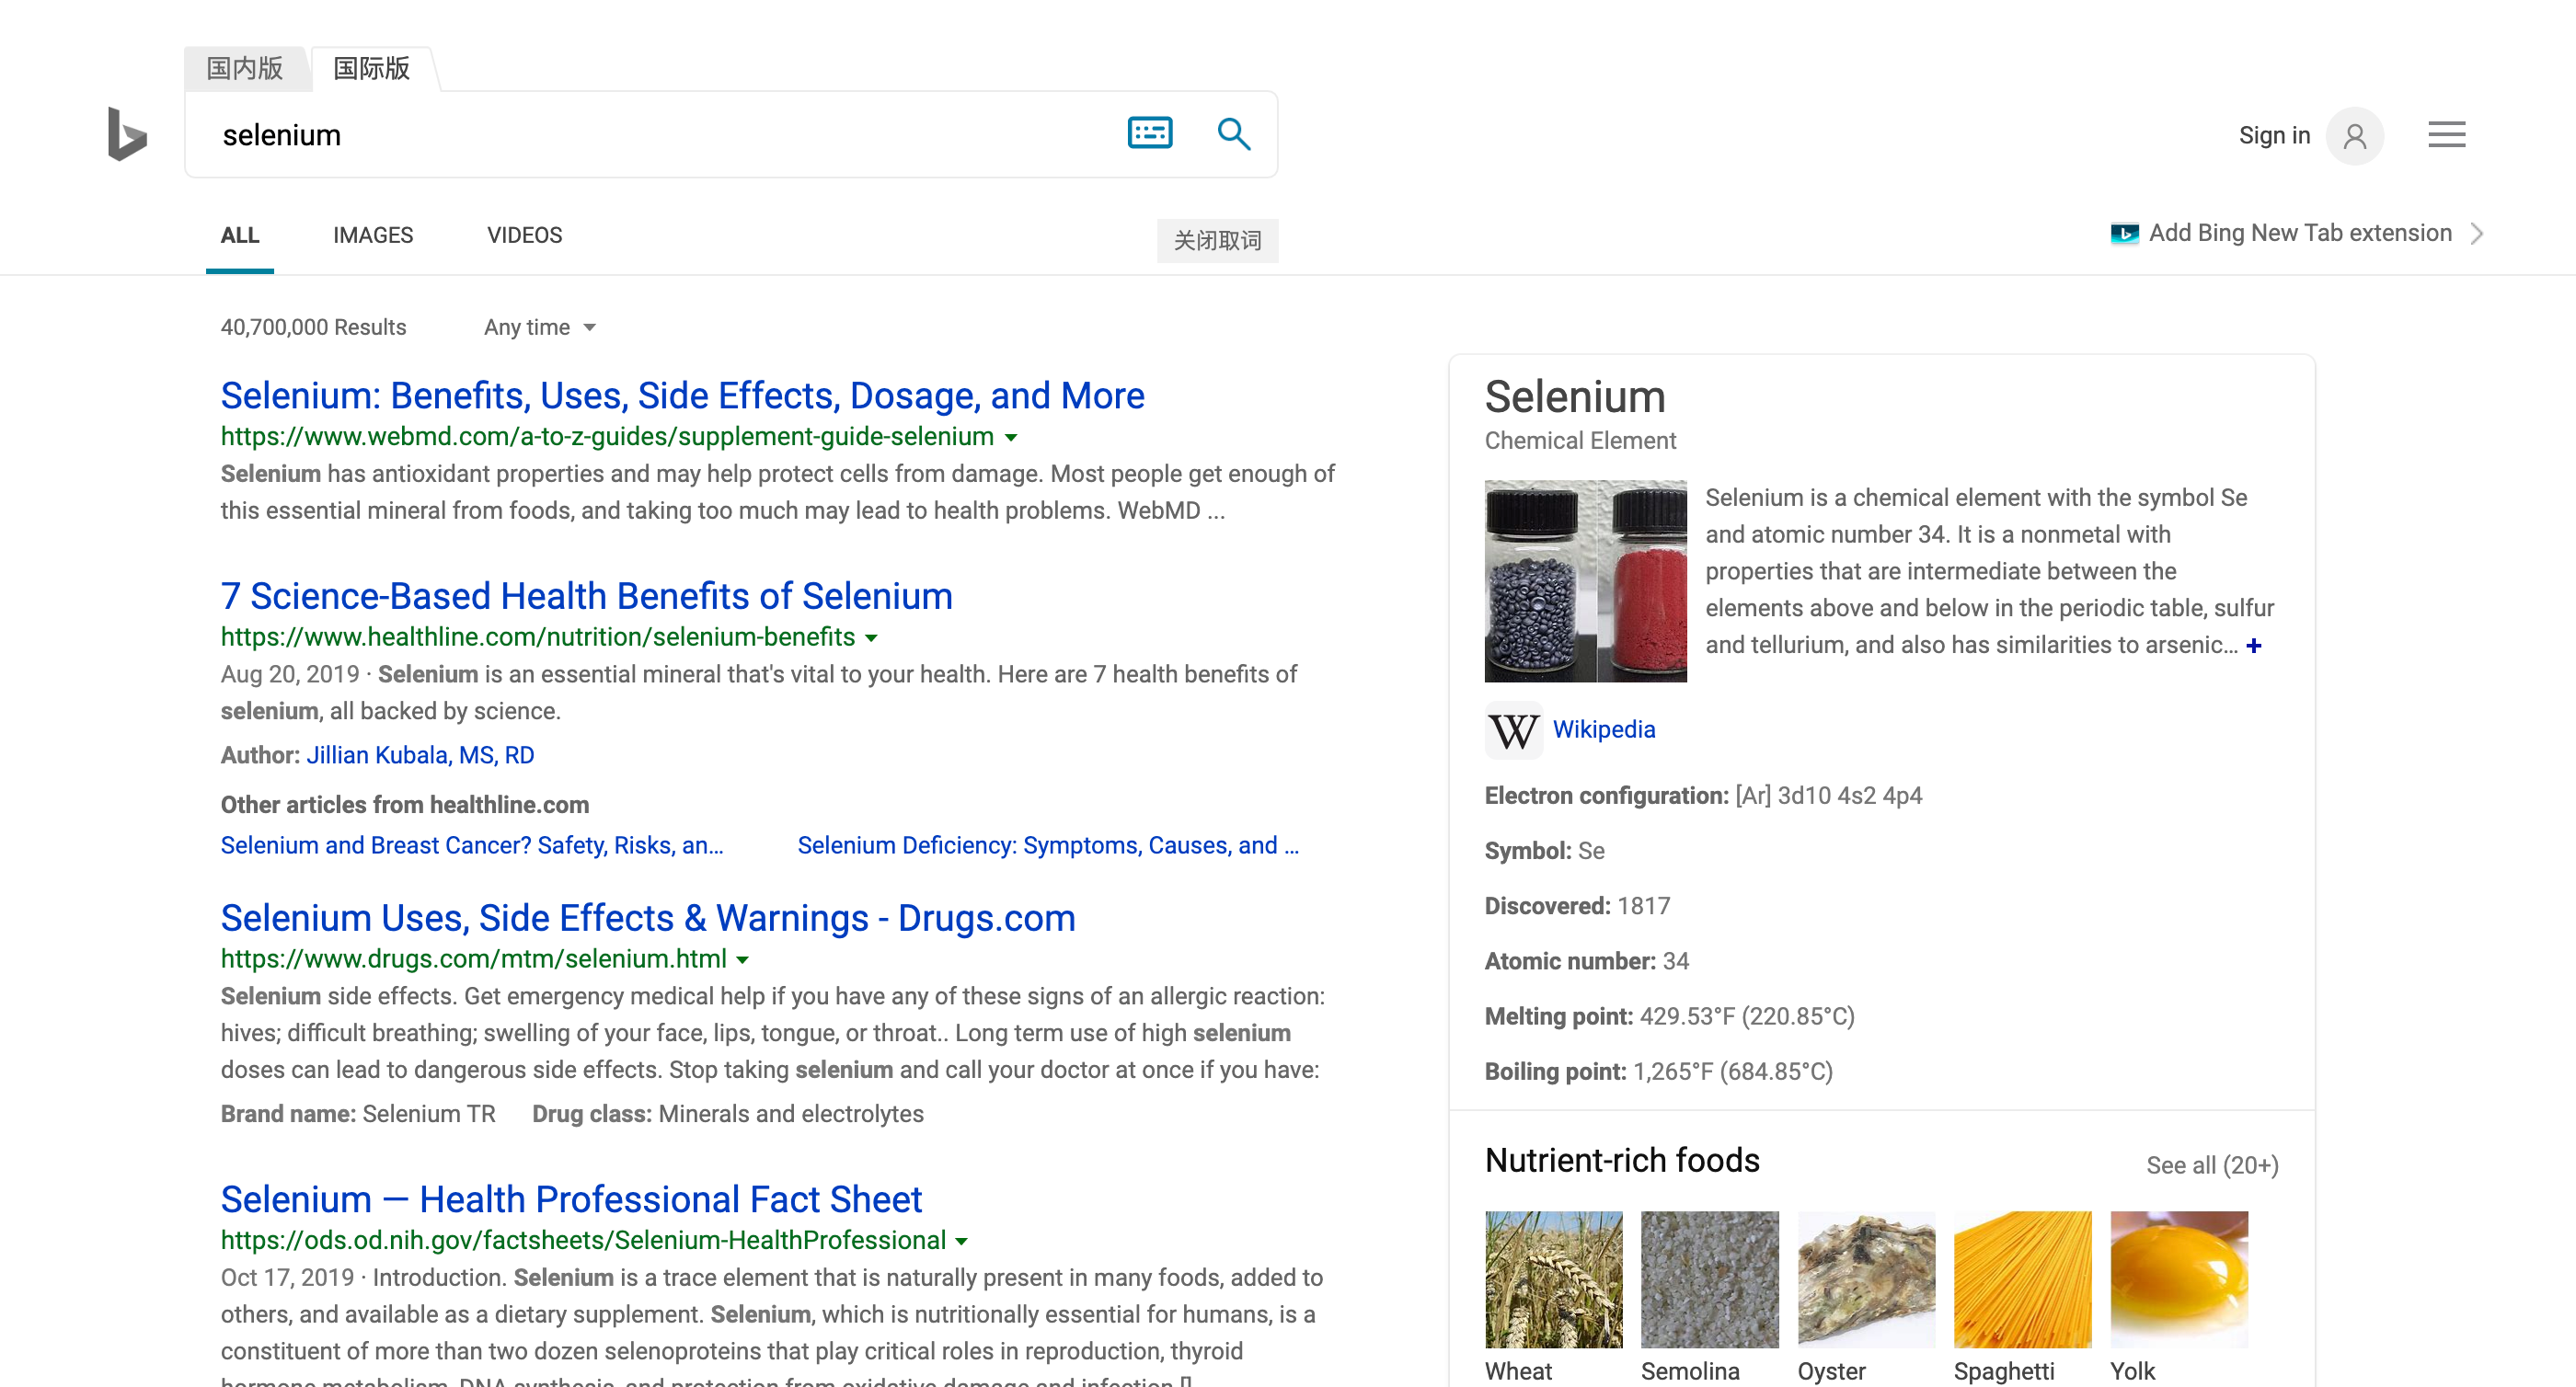 国内版
国际版
selenium
Sign in
ALL
IMAGES
VIDEOS
关闭取词
Add Bing New Tab extension
40,700,000 Results
Any time
Selenium: Benefits, Uses, Side Effects, Dosage, and More
https://www.webmd.com/a-to-z-guides/supplement-guide-selenium
Selenium has antioxidant properties and may help protect cells from damage. Most people get enough of
this essential mineral from foods, and taking too much may lead to health problems. WebMD ...
7 Science-Based Health Benefits of Selenium
https://www.healthline.com/nutrition/selenium-benefits
Aug 20, 2019 · Selenium is an essential mineral that's vital to your health. Here are 7 health benefits of
selenium, all backed by science.
Author: Jillian Kubala, MS, RD
Other articles from healthline.com
Selenium and Breast Cancer? Safety, Risks, an...
Selenium Deficiency: Symptoms, Causes, and ...
Selenium Uses, Side Effects & Warnings - Drugs.com
https://www.drugs.com/mtm/selenium.html
Selenium side effects. Get emergency medical help if you have any of these signs of an allergic reaction:
hives; difficult breathing; swelling of your face, lips, tongue, or throat.. Long term use of high selenium
doses can lead to dangerous side effects. Stop taking selenium and call your doctor at once if you have:
Brand name: Selenium TR Drug class: Minerals and electrolytes
Selenium — Health Professional Fact Sheet
https://ods.od.nih.gov/factsheets/Selenium-HealthProfessional
Oct 17, 2019 · Introduction. Selenium is a trace element that is naturally present in many foods, added to
others, and available as a dietary supplement. Selenium, which is nutritionally essential for humans, is a
constituent of more than two dozen selenoproteins that play critical roles in reproduction, thyroid
hormone metabolism, DNA synthesis, and protection from oxidative damage and infection
Selenium
Chemical Element
Selenium is a chemical element with the symbol Se
and atomic number 34. It is a nonmetal with
properties that are intermediate between the
elements above and below in the periodic table, sulfur
and tellurium, and also has similarities to arsenic... +
W Wikipedia
Electron configuration: [Ar] 3d10 4s2 4p4
Symbol: Se
Discovered: 1817
Atomic number: 34
Melting point: 429.53°F (220.85°C)
Boiling point: 1,265°F (684.85°C)
Nutrient-rich foods
See all (20+)
Wheat
Semolina
Oyster
Spaghetti
Yolk